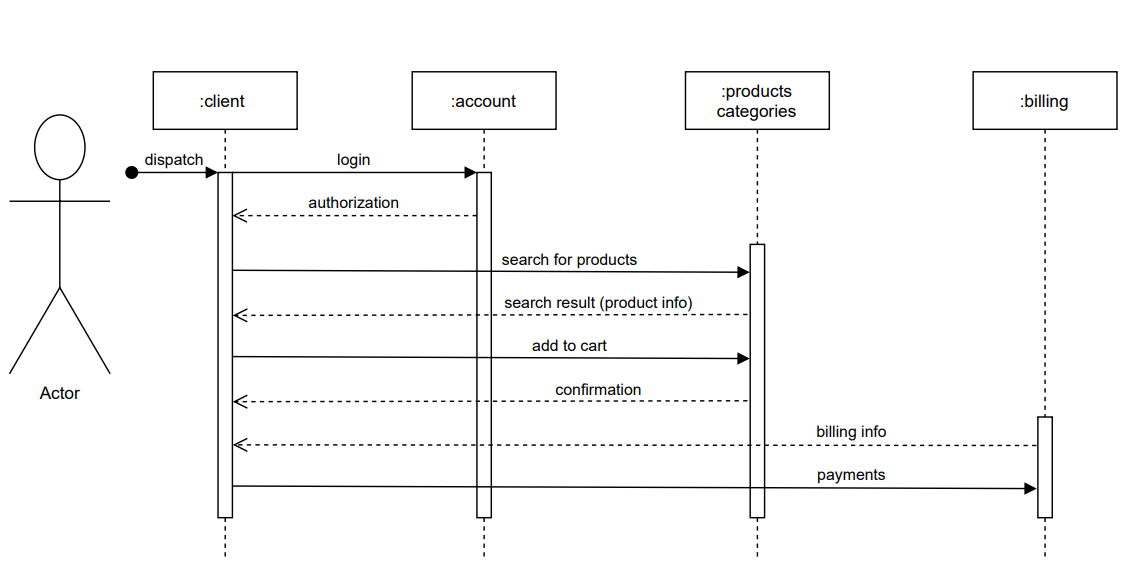 :client
:account
:products
categories
:billing
dispatch
login
authorization
search for products
search result (product info)
add to cart
confirmation
Actor
billing info
payments